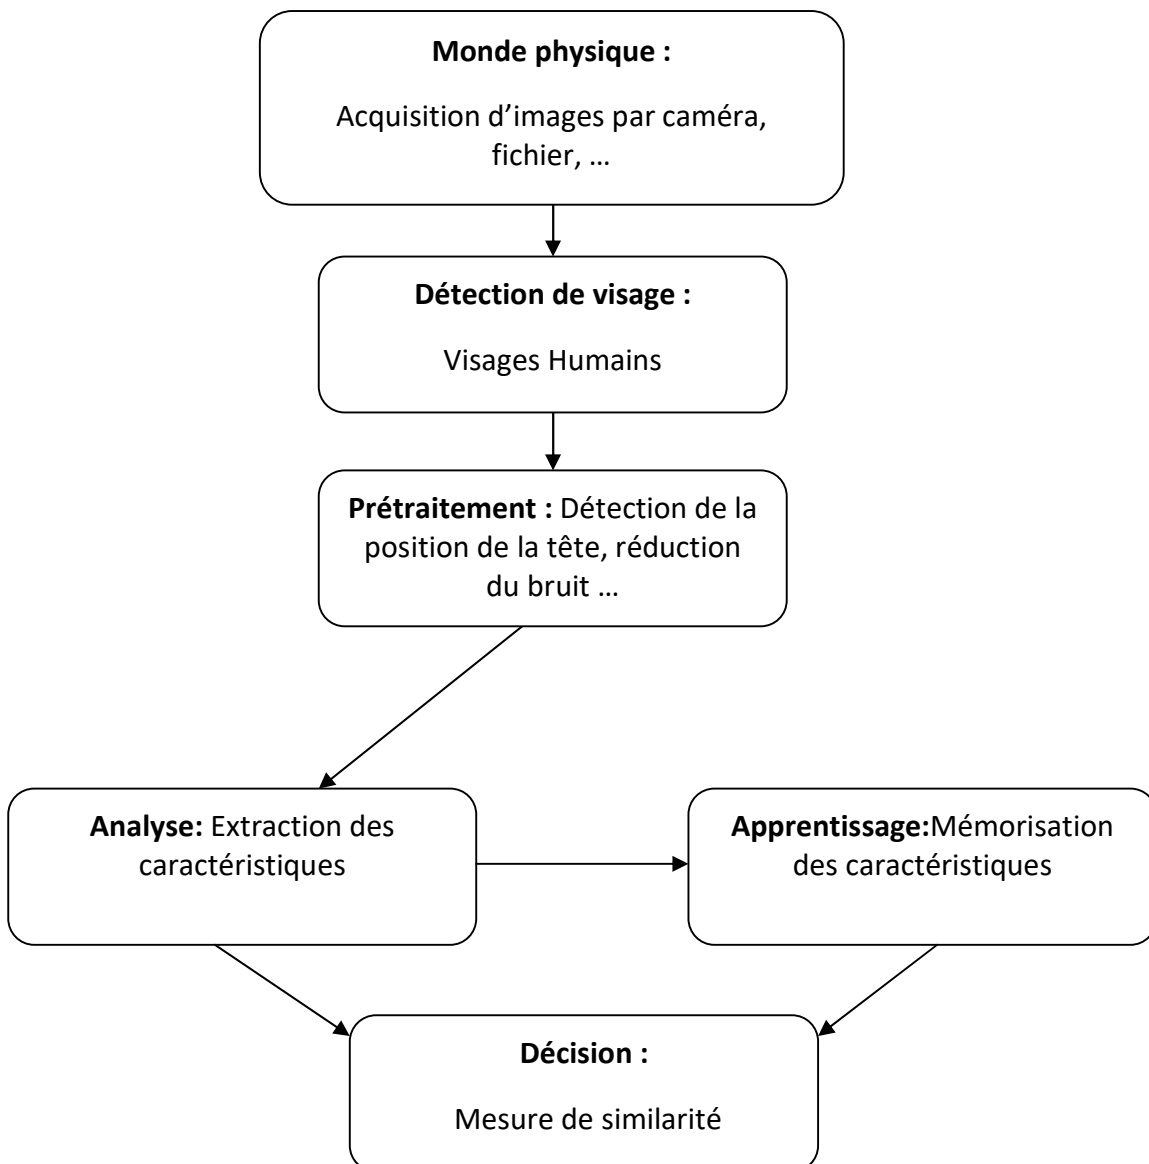 Monde physique :
Acquisition d’images par caméra,
fichier, …
Détection de visage :
Visages Humains
Prétraitement : Détection de la
position de la tête, réduction
du bruit …
Analyse: Extraction des
caractéristiques
Apprentissage:Mémorisation
des caractéristiques
Décision :
Mesure de similarité